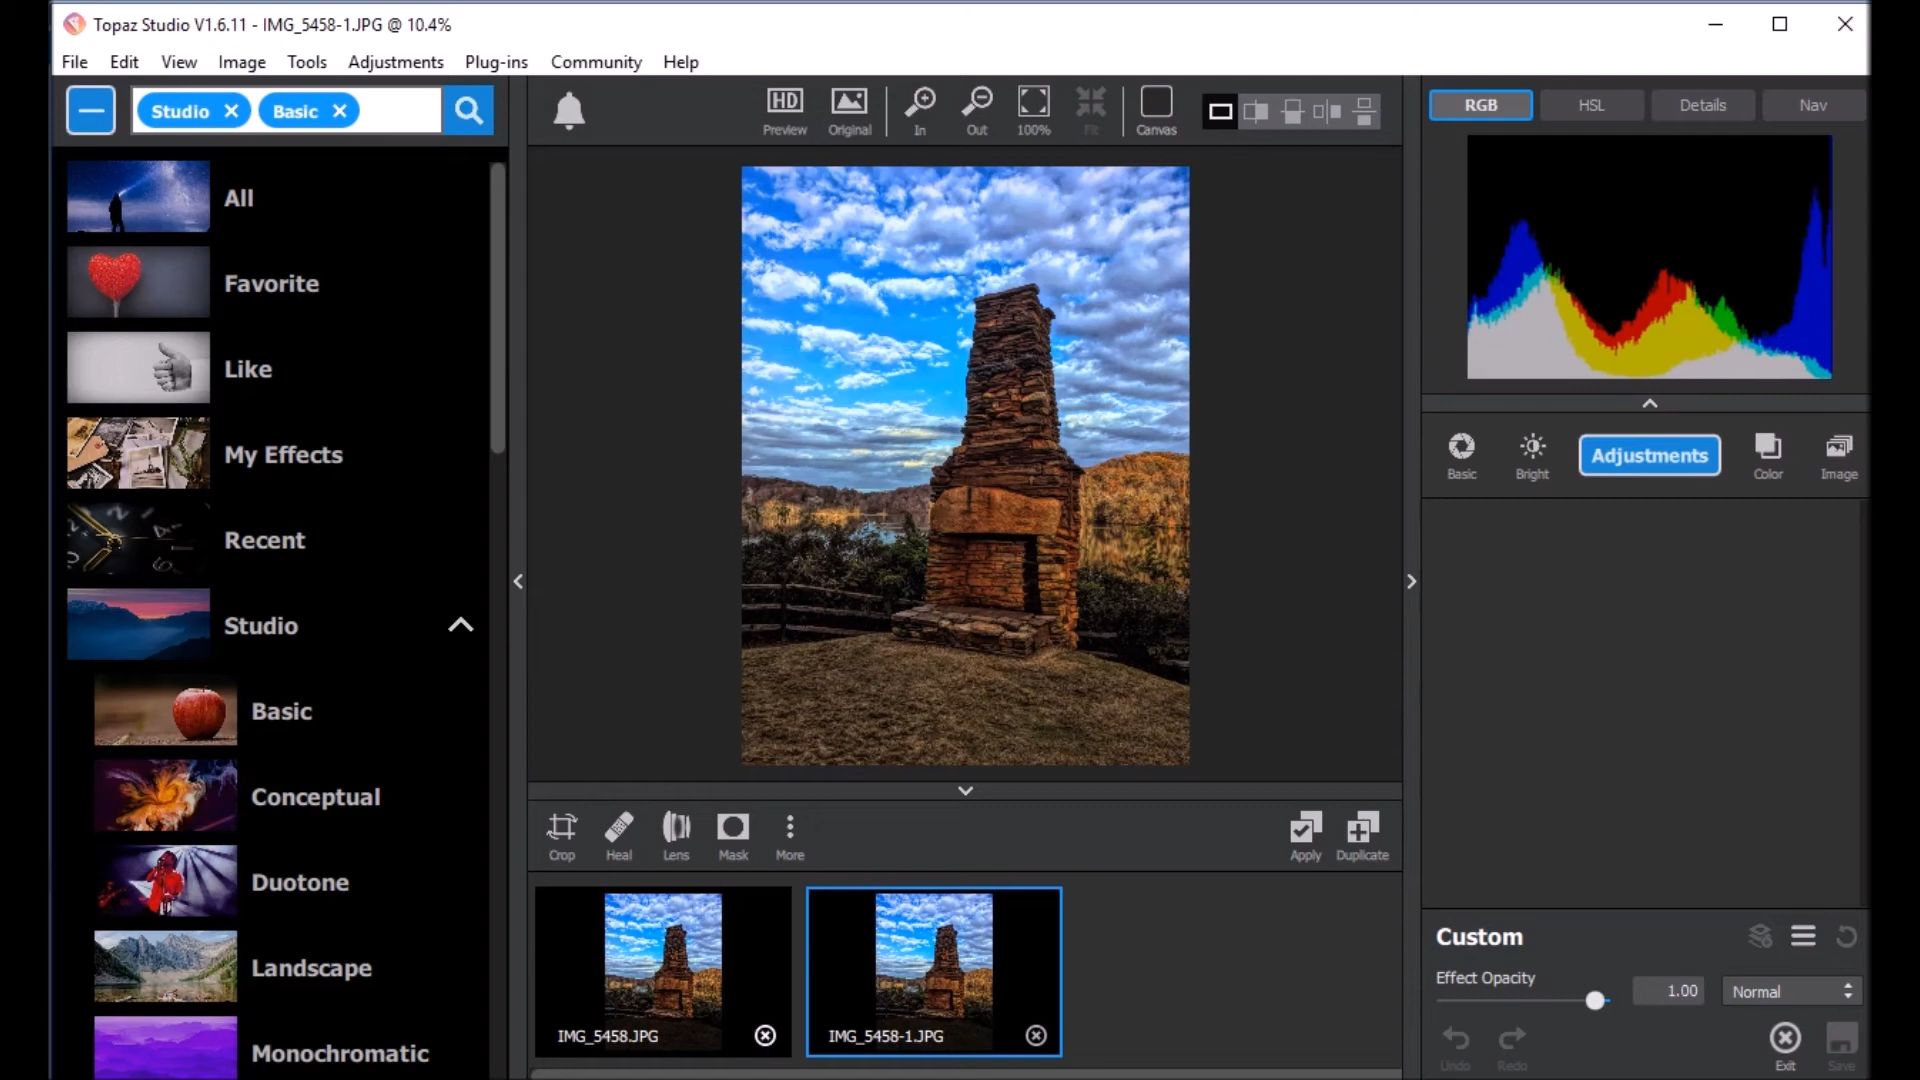 Topaz Studio V1.6.11 - IMG_5458-1.JPG @ 10.4%
File Edit View Image Tools Adjustments Plug-ins Community Help
Studio Basic
HD
Preview Original In Out 100% Fit Canvas
RGB HSL Details Nav
All
Favorite
Like
My Effects
Recent
Studio
Basic
Conceptual
Duotone
Landscape
Monochromatic
Basic Bright Adjustments Color Image
Crop Heal Lens Mask More Apply Duplicate
IMG_5458.JPG IMG_5458-1.JPG
Custom
Effect Opacity 1.00 Normal
Undo Redo Exit Save